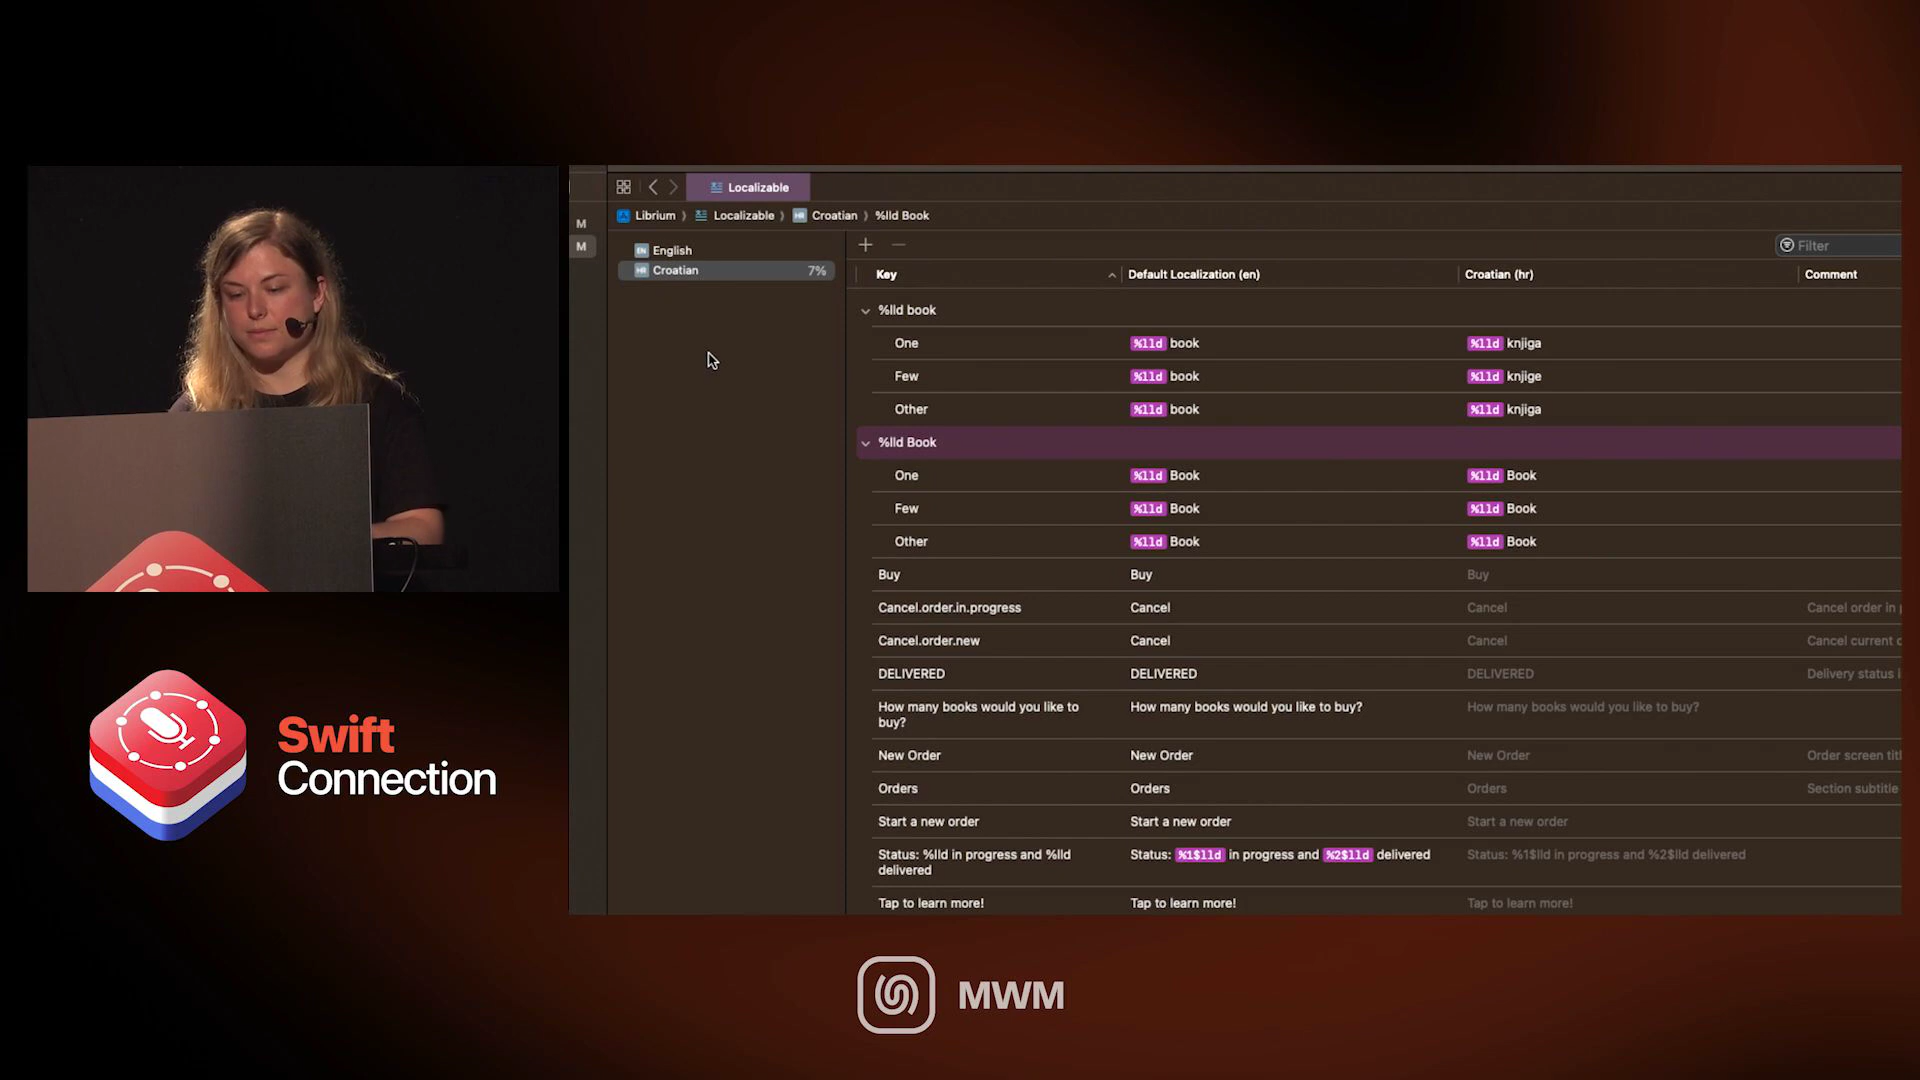 Localizable
Librium 〉 Localizable 〉 HR Croatian 〉 %lld Book
M
M
EN English
HR Croatian 7%
Filter
Key Default Localization (en) Croatian (hr) Comment
%lld book
One %lld book %lld knjiga
Few %lld book %lld knjige
Other %lld book %lld knjiga
%lld Book
One %lld Book %lld Book
Few %lld Book %lld Book
Other %lld Book %lld Book
Buy Buy Buy
Cancel.order.in.progress Cancel Cancel Cancel order in
Cancel.order.new Cancel Cancel Cancel current
DELIVERED DELIVERED DELIVERED Delivery status
How many books would you like to How many books would you like to buy? How many books would you like to buy?
buy?
New Order New Order New Order Order screen
Orders Orders Orders Section subtitle
Start a new order Start a new order Start a new order
Status: %lld in progress and %lld Status: %1$lld in progress and %2$lld delivered Status: %1$lld in progress and %2$lld delivered
delivered
Tap to learn more! Tap to learn more! Tap to learn more!
Swift
Connection
MWM